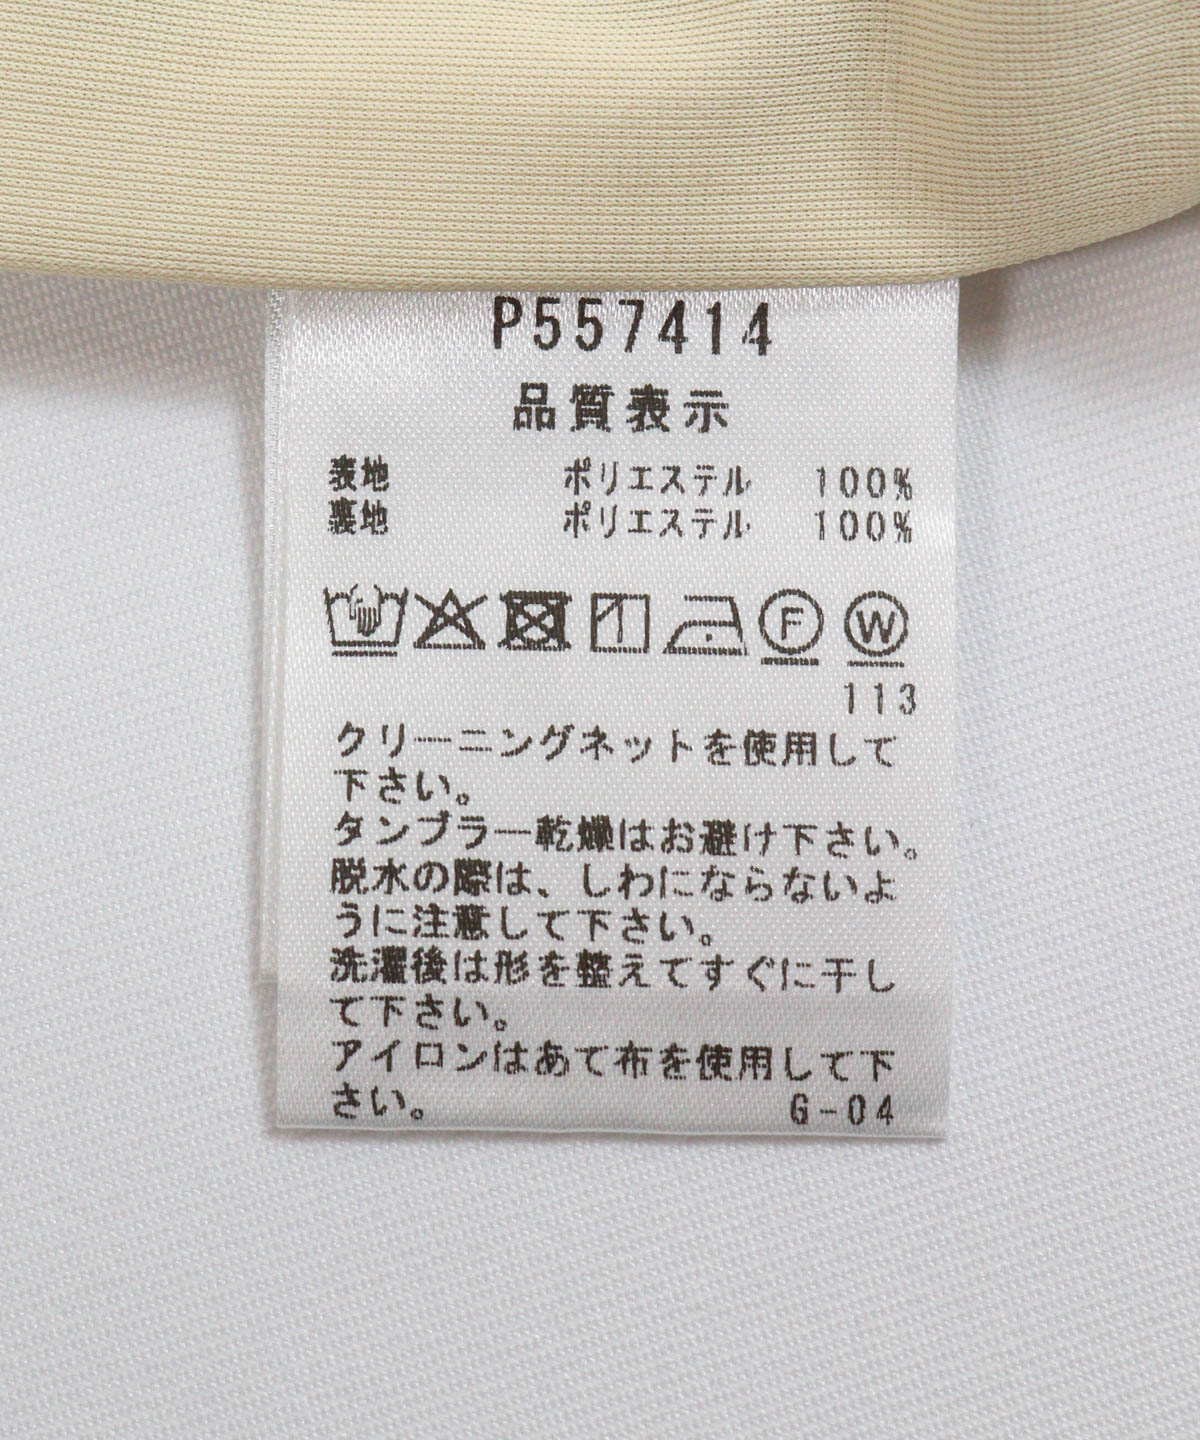 P557414
品質表示
表地 ポリエステル 100%
裏地 ポリエステル 100%
F W
113
クリーニングネットを使用して
下さい。
タンブラー乾燥はお避け下さい。
脱水の際は、しわにならないよ
うに注意して下さい。
洗濯後は形を整えてすぐに干し
て下さい。
アイロンはあて布を使用して下
さい。 G-04